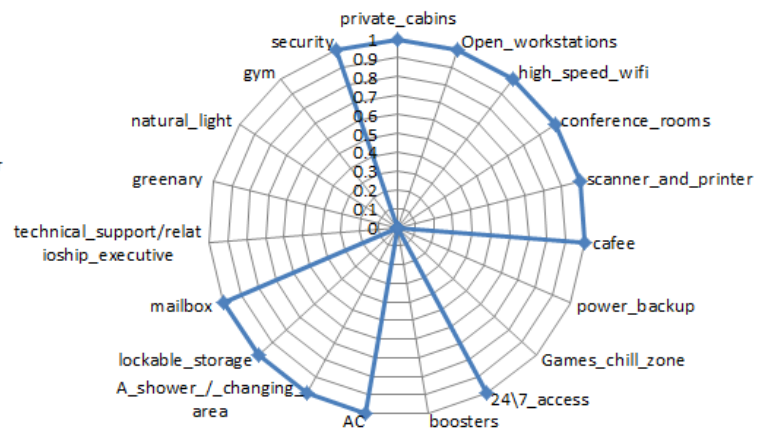 private_cabins
security
Open_workstations
1
0.9
0.8
0.7
0.6
0.5
0.4
0.3
0.2
0.1
0
gym
high_speed_wifi
natural_light
conference_rooms
greenary
scanner_and_printer
technical_support/relat
ioship_executive
cafee
mailbox
power_backup
lockable_storage
Games_chill_zone
A_shower_/_changing_
area
24\7_access
AC
boosters